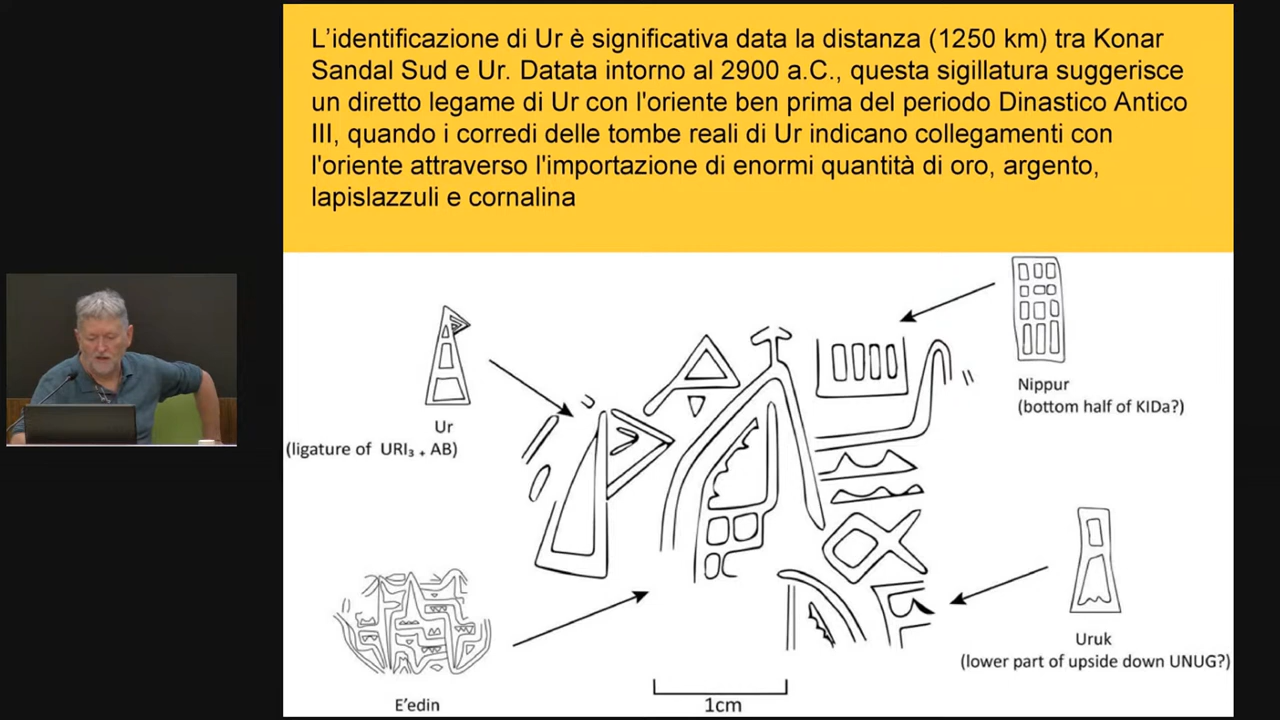 L’identificazione di Ur è significativa data la distanza (1250 km) tra Konar
Sandal Sud e Ur. Datata intorno al 2900 a.C., questa sigillatura suggerisce
un diretto legame di Ur con l'oriente ben prima del periodo Dinastico Antico
III, quando i corredi delle tombe reali di Ur indicano collegamenti con
l'oriente attraverso l'importazione di enormi quantità di oro, argento,
lapislazzuli e cornalina
Nippur
(bottom half of KIDa?)
Ur
(ligature of URI₃ + AB)
Uruk
(lower part of upside down UNUG?)
E'edin
1cm